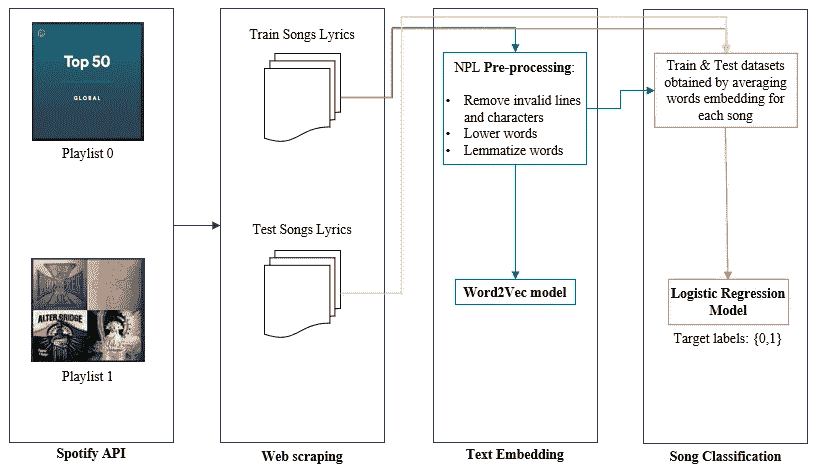 Top 50
GLOBAL
Playlist 0
ALTER BRIDGE
Playlist 1
Spotify API
Train Songs Lyrics
Test Songs Lyrics
Web scraping
NPL Pre-processing:
• Remove invalid lines
and characters
• Lower words
• Lemmatize words
Word2Vec model
Text Embedding
Train & Test datasets
obtained by averaging
words embedding for
each song
Logistic Regression
Model
Target labels: {0,1}
Song Classification